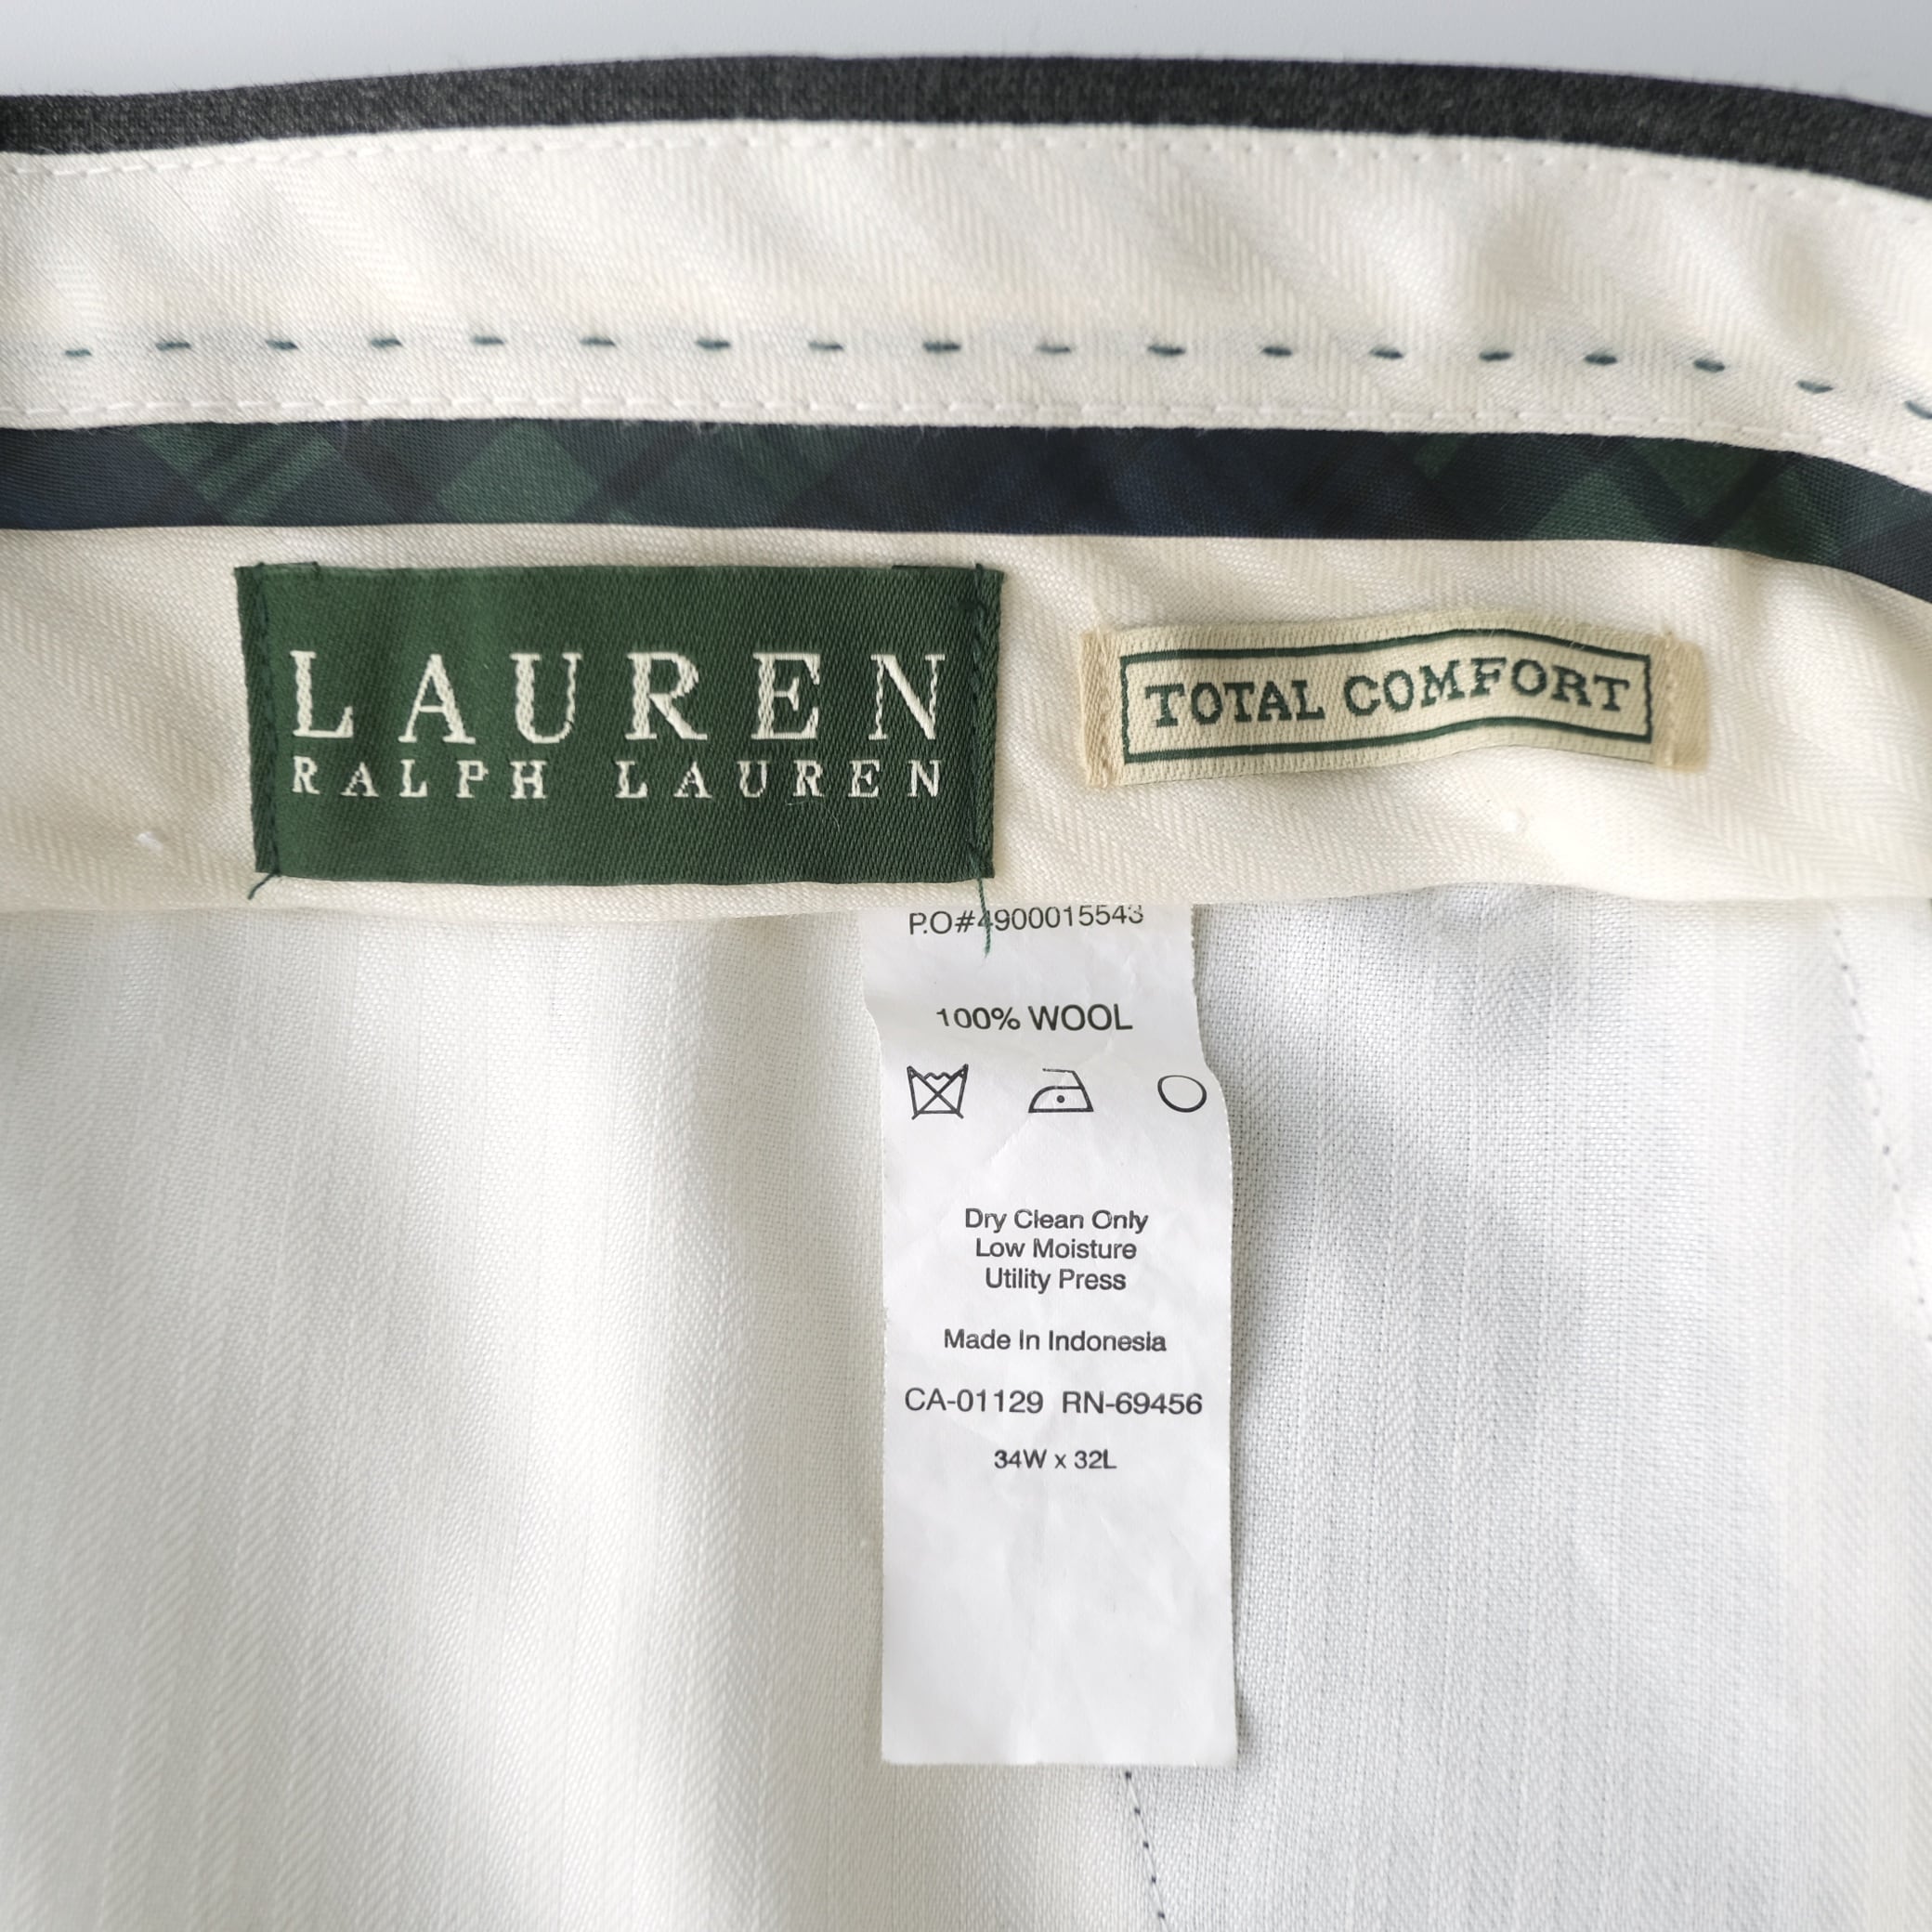 LAUREN
RALPH LAUREN
TOTAL COMFORT
P.O#4900015543
100% WOOL
Dry Clean Only
Low Moisture
Utility Press
Made In Indonesia
CA-01129 RN-69456
34W x 32L